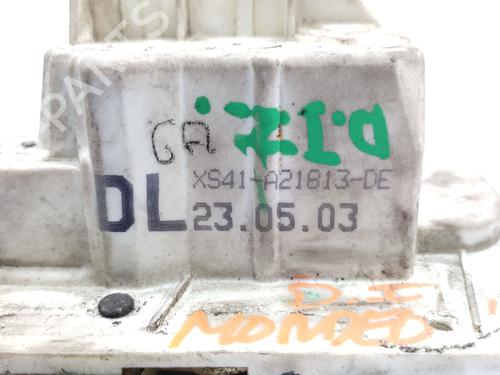 GA D.I Z.
XS41-A21813-DE
DL 23.05.03
D.I
MONDEO